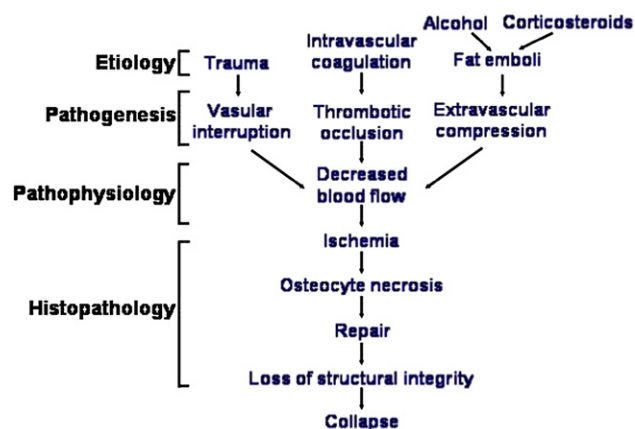 Alcohol Corticosteroids
Etiology Trauma Intravascular
coagulation Fat emboli
Pathogenesis Vasular
interruption Thrombotic
occlusion Extravascular
compression
Pathophysiology Decreased
blood flow
Histopathology Ischemia
Osteocyte necrosis
Repair
Loss of structural integrity
Collapse